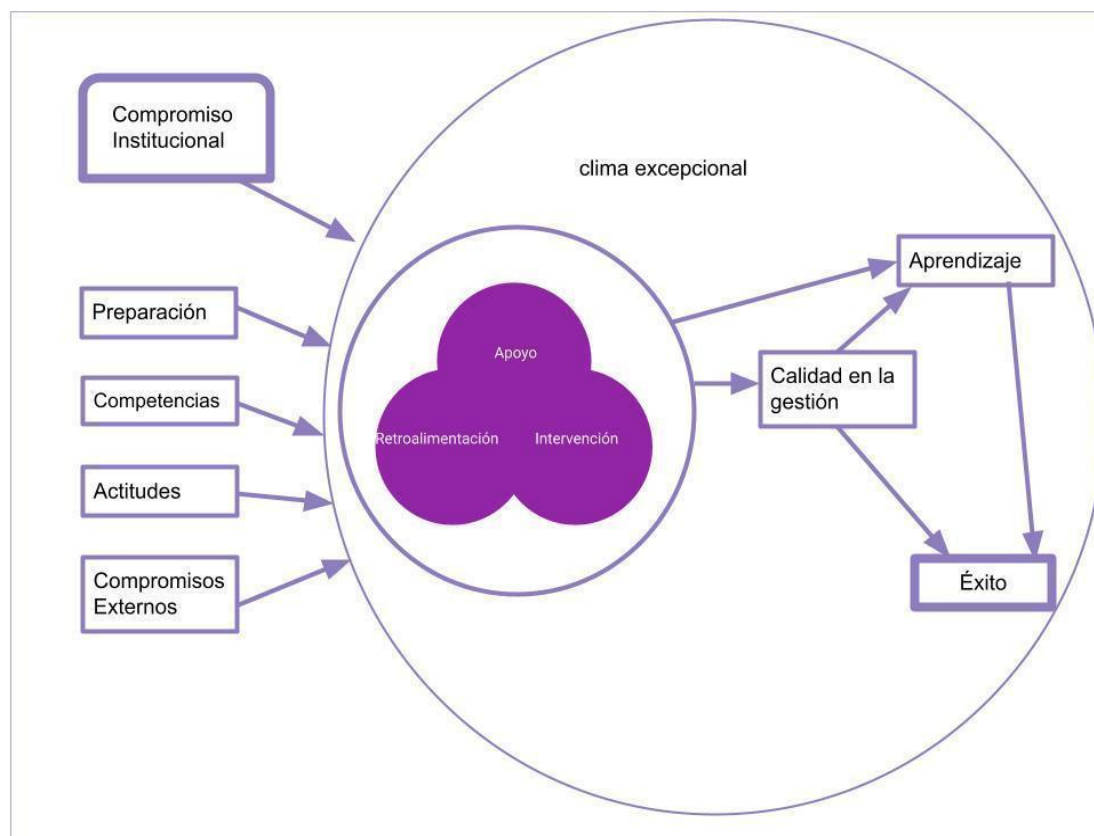 Compromiso
Institucional
clima excepcional
Preparación
Competencias
Actitudes
Compromisos
Externos
Apoyo
Retroalimentación
Intervención
Aprendizaje
Calidad en la
gestión
Éxito